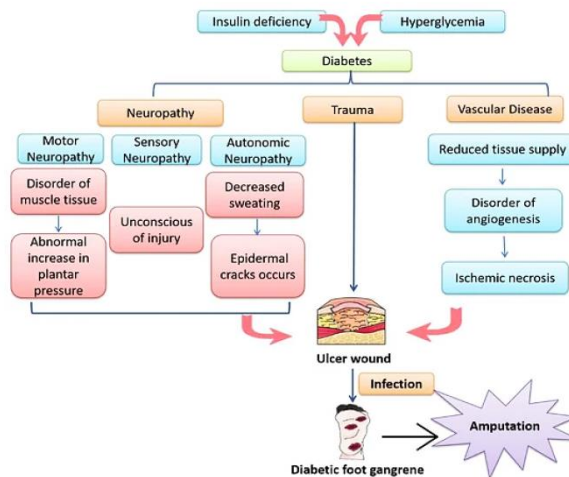 Insulin deficiency
Hyperglycemia
Diabetes
Neuropathy
Trauma
Vascular Disease
Motor
Neuropathy
Sensory
Neuropathy
Autonomic
Neuropathy
Reduced tissue supply
Disorder of
muscle tissue
Decreased
sweating
Unconscious
of injury
Disorder of
angiogenesis
Abnormal
increase in
plantar
pressure
Epidermal
cracks occurs
Ischemic necrosis
Ulcer wound
Infection
Amputation
Diabetic foot gangrene